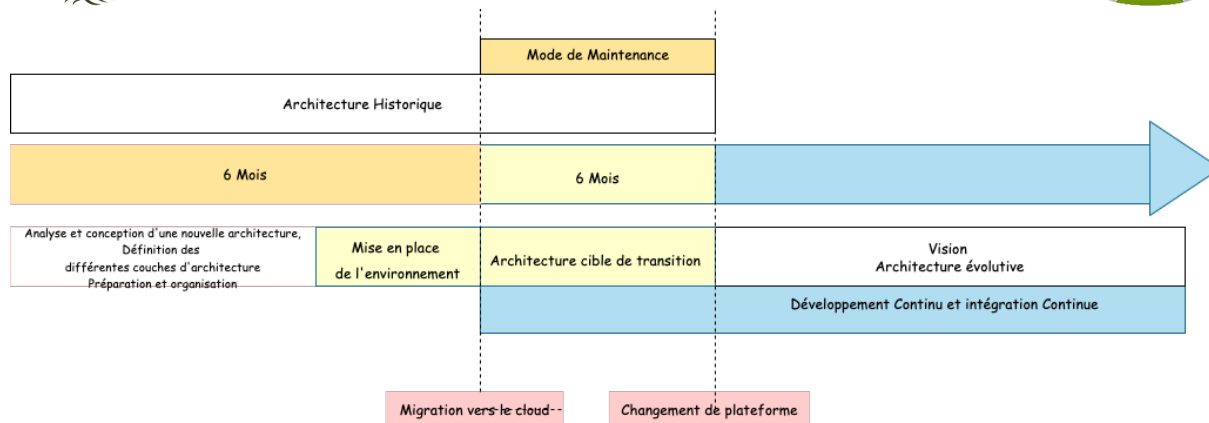 Mode de Maintenance
Architecture Historique
6 Mois
6 Mois
Analyse et conception d'une nouvelle architecture,
Définition des
différentes couches d'architecture
Préparation et organisation
Mise en place
de l'environnement
Architecture cible de transition
Vision
Architecture évolutive
Développement Continu et intégration Continue
Migration vers le cloud
Changement de plateforme